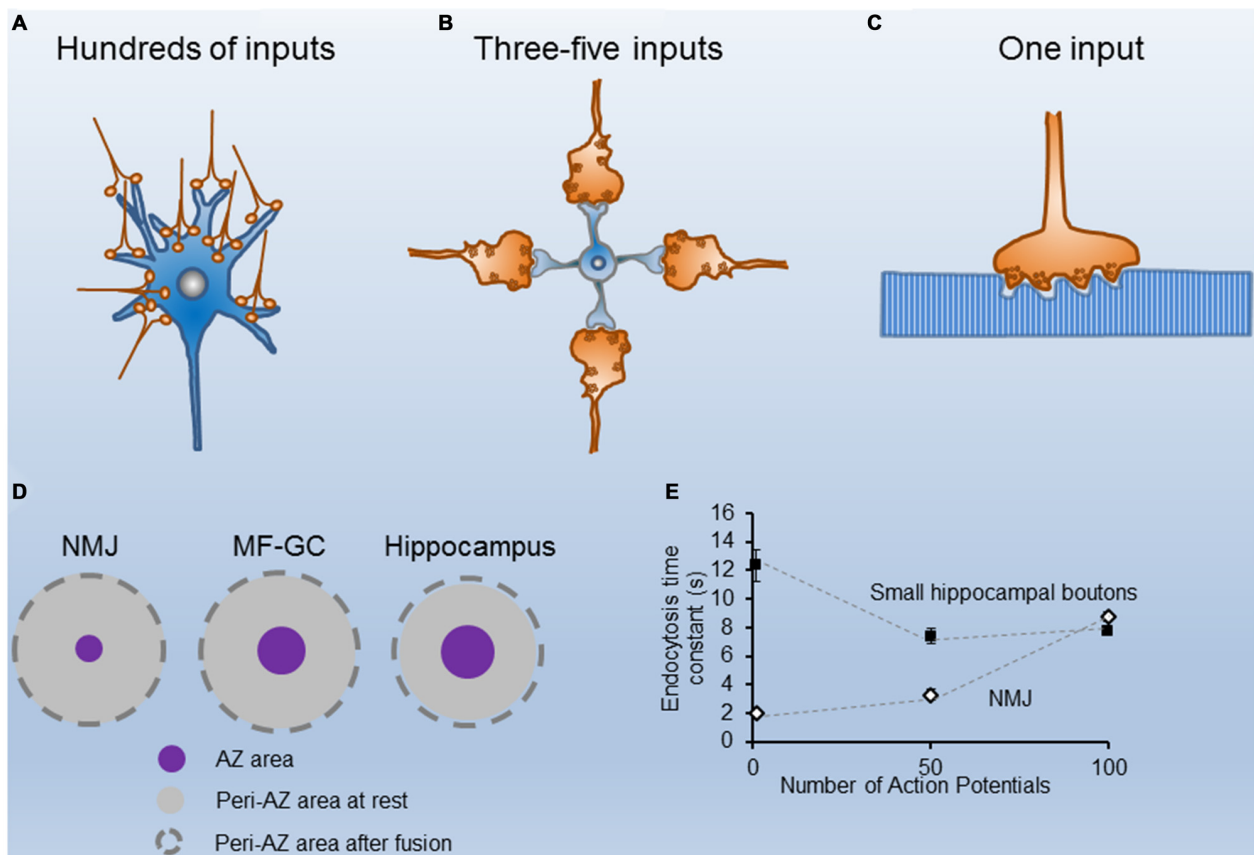 A
Hundreds of inputs
B
Three-five inputs
C
One input
D
NMJ
MF-GC
Hippocampus
AZ area
Peri-AZ area at rest
Peri-AZ area after fusion
E
Endocytosis time
constant (s)
16
14
12
10
8
6
4
2
0
Small hippocampal boutons
NMJ
0
50
100
Number of Action Potentials